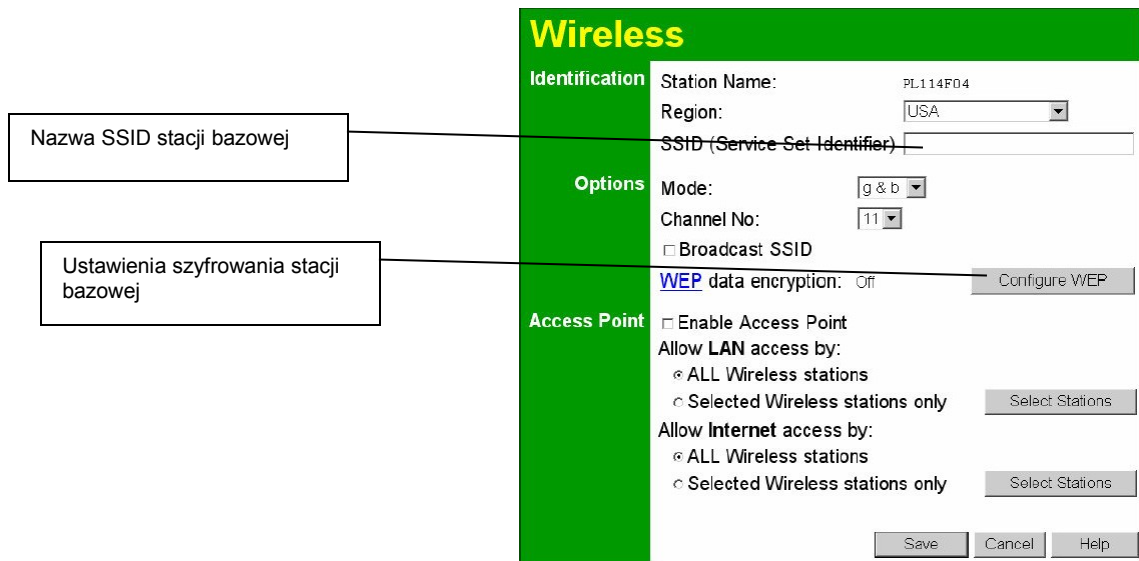 Wireless
Identification
Station Name: PL114F04
Region: USA
Nazwa SSID stacji bazowej
SSID (Service Set Identifier)
Options
Mode: g & b
Channel No: 11
Broadcast SSID
Ustawienia szyfrowania stacji
bazowej
WEP data encryption: Off Configure WEP
Access Point
Enable Access Point
Allow LAN access by:
ALL Wireless stations
Selected Wireless stations only Select Stations
Allow Internet access by:
ALL Wireless stations
Selected Wireless stations only Select Stations
Save Cancel Help